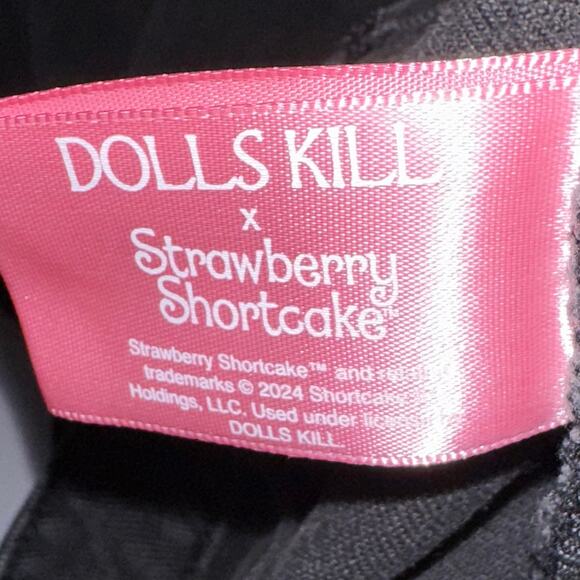 DOLLS KILL
x
Strawberry
Shortcake™
Strawberry Shortcake™ and
trademarks © 2024 Shortcake
Holdings, LLC. Used under
DOLLS KILL